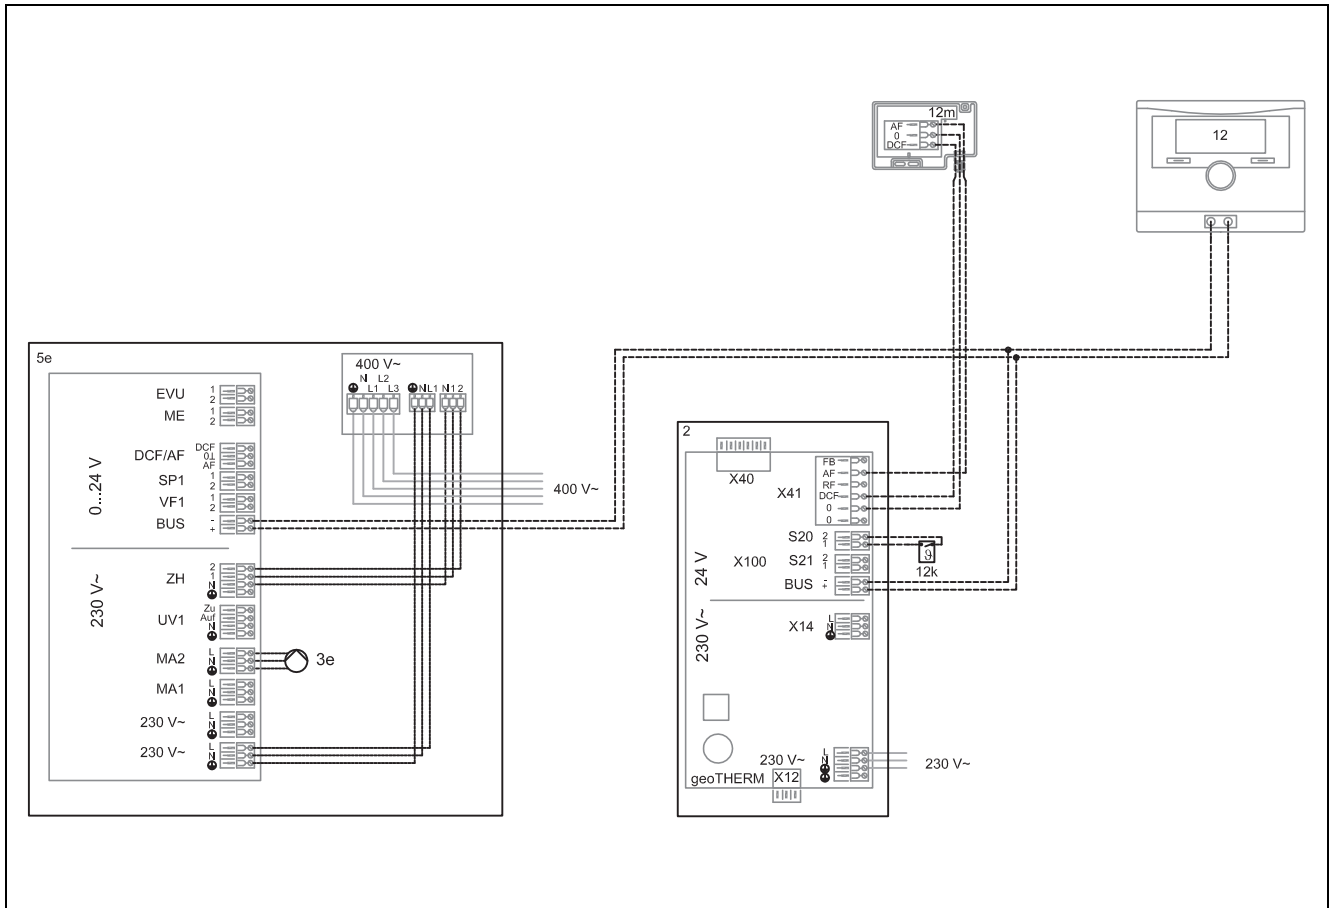 12m
AF
0
DCF
12
5e
400 V~
N L2
L1 L3
N L1
N 1 2
0...24 V
EVU 1
2
ME 1
2
DCF/AF DCF
0⊥
AF
SP1 1
2
VF1 1
2
BUS -
+
400 V~
230 V~
ZH 2
1
N
UV1 Zu
Auf
N
MA2 L
N
3e
MA1 L
N
230 V~ L
N
230 V~ L
N
2
X40
X41
FB
AF
RF
DCF
0
0
24 V
X100
S20 2
1
12k
S21 2
1
BUS -
+
230 V~
X14 L
N
230 V~ L
N
230 V~
geoTHERM X12